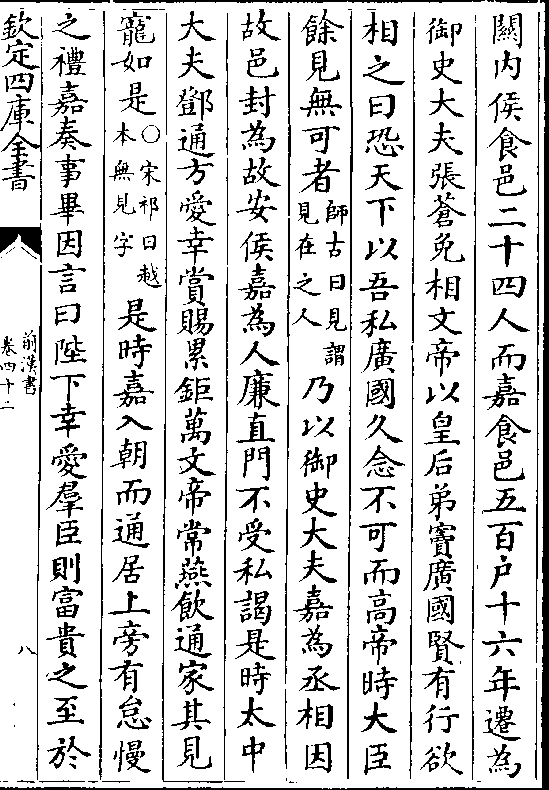 關内侯食邑二十四人而嘉食邑五百户十六年遷為
御史大夫張蒼免相文帝以皇后弟竇廣國賢有行欲
相之曰恐天下以吾私廣國久念不可而高帝時大臣
餘見無可者師古曰見謂見在之人乃以御史大夫嘉為丞相因
故邑封為故安侯嘉為人廉直門不受私謁是時太中
大夫鄧通方愛幸賞賜累鉅萬文帝常燕飲通家其見
寵如是○宋祁曰越本無見字是時嘉入朝而通居上旁有怠慢
之禮嘉奏事畢因言曰陛下幸愛羣臣則富貴之至於
欽定四庫全書
前漢書
卷四十二
八